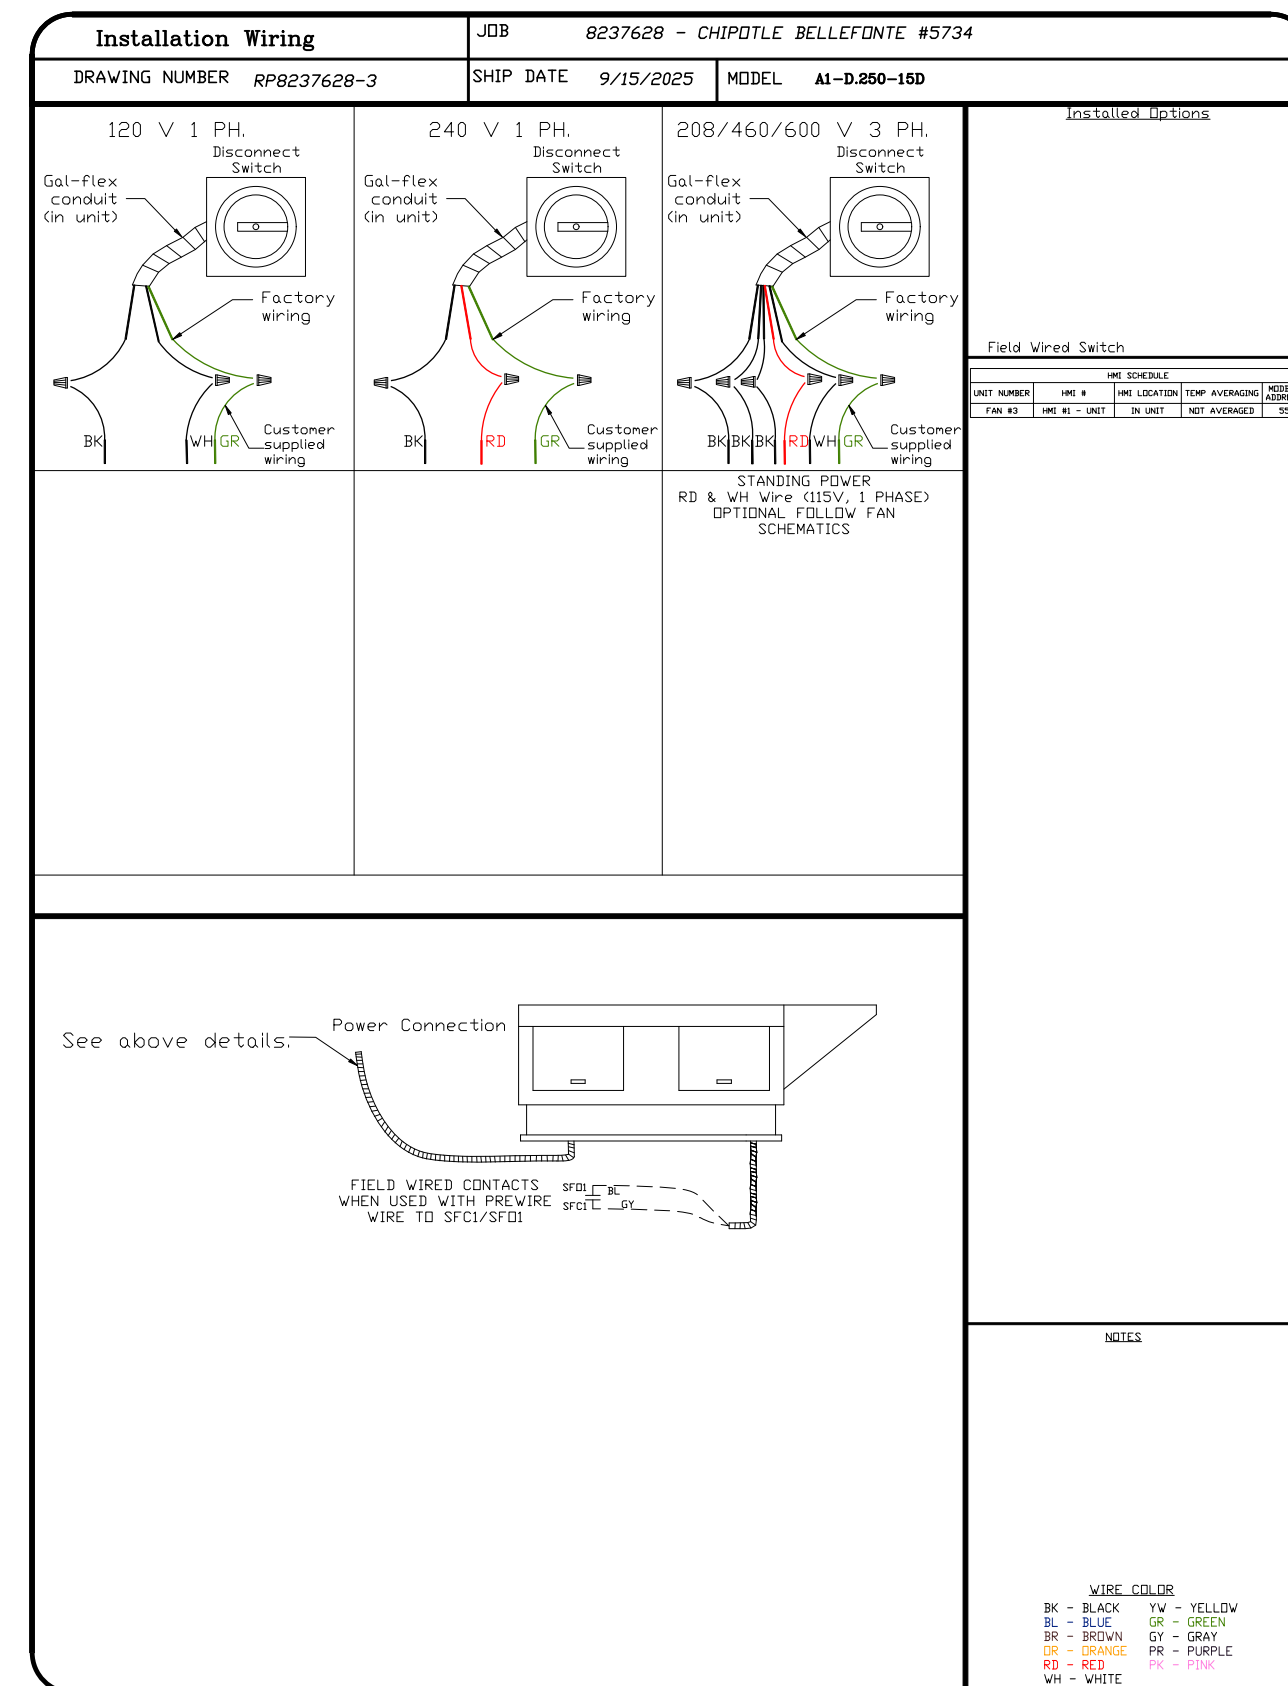 Installation Wiring
JOB 8237628 - CHIPOTLE BELLEFONTE #5734
DRAWING NUMBER RP8237628-3
SHIP DATE 9/15/2025
MODEL A1-D.250-15D
120 V 1 PH.
Disconnect
Switch
Gal-flex
conduit
(in unit)
Factory
wiring
BK
WH
GR
Customer
supplied
wiring
240 V 1 PH.
Disconnect
Switch
Gal-flex
conduit
(in unit)
Factory
wiring
BK
RD
GR
Customer
supplied
wiring
208/460/600 V 3 PH.
Disconnect
Switch
Gal-flex
conduit
(in unit)
Factory
wiring
BK
BK
BK
RD
WH
GR
Customer
supplied
wiring
STANDING POWER
RD & WH Wire (115V, 1 PHASE)
OPTIONAL FOLLOW FAN
SCHEMATICS
Installed Options
Field Wired Switch
HMI SCHEDULE
UNIT NUMBER HMI # HMI LOCATION TEMP AVERAGING
FAN #3 HMI #1 - UNIT IN UNIT NOT AVERAGED 55
See above details.
Power Connection
FIELD WIRED CONTACTS
WHEN USED WITH PREWIRE
WIRE TO SFC1/SFO1
SFO1
BL
SFC1
GY
NOTES
WIRE COLOR
BK - BLACK YW - YELLOW
BL - BLUE GR - GREEN
BR - BROWN GY - GRAY
OR - ORANGE PR - PURPLE
RD - RED PK - PINK
WH - WHITE